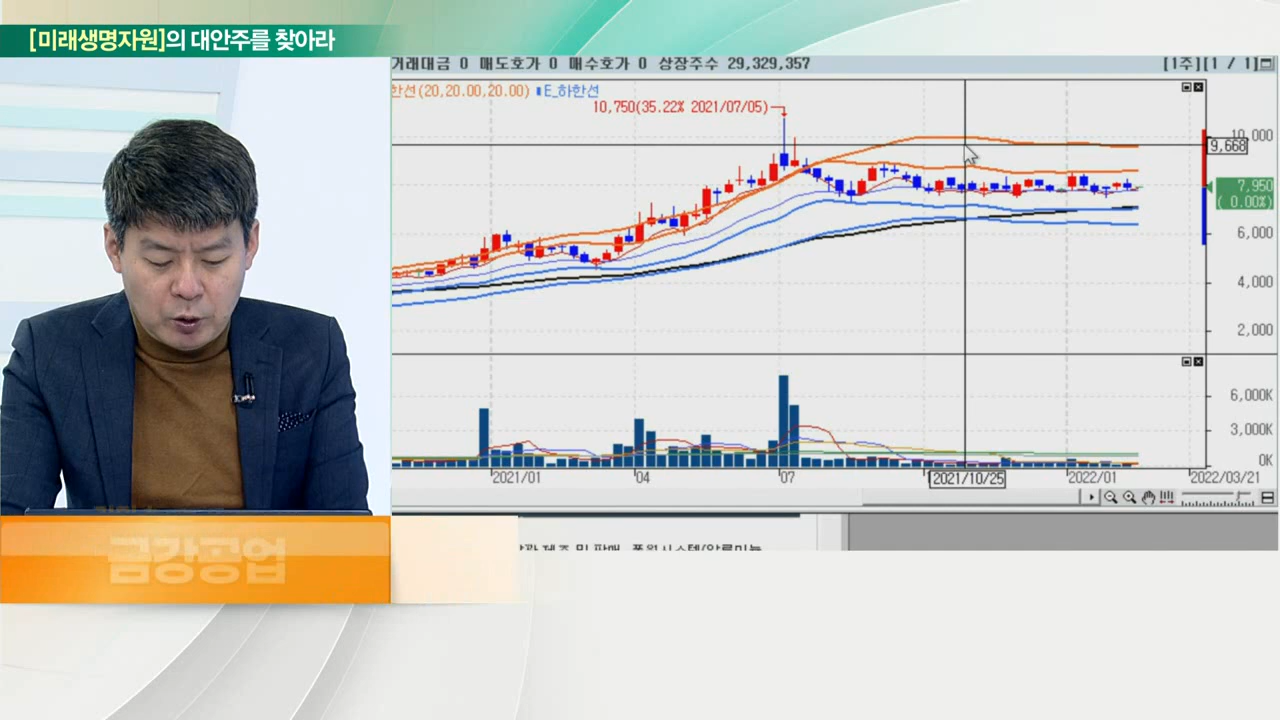 [미래생명자원]의 대안주를 찾아라
거래대금 0 매도호가 0 매수호가 0 상장주수 29,329,357
[1주][1 / 1]
한선(20,20.00,20.00) E_하한선
10,750(35.22% 2021/07/05)
10,000
9,668
7,950
( 0.00%)
6,000
4,000
2,000
6,000K
3,000K
0K
2021/01
04
07
2021/10/25
2022/01
2022/03/21
금강공업